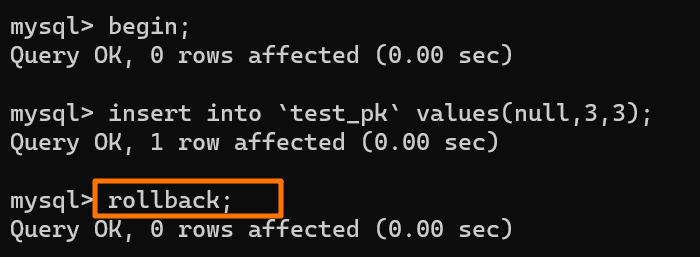 mysql> begin;
Query OK, 0 rows affected (0.00 sec)
mysql> insert into `test_pk` values(null,3,3);
Query OK, 1 row affected (0.00 sec)
mysql> rollback;
Query OK, 0 rows affected (0.00 sec)